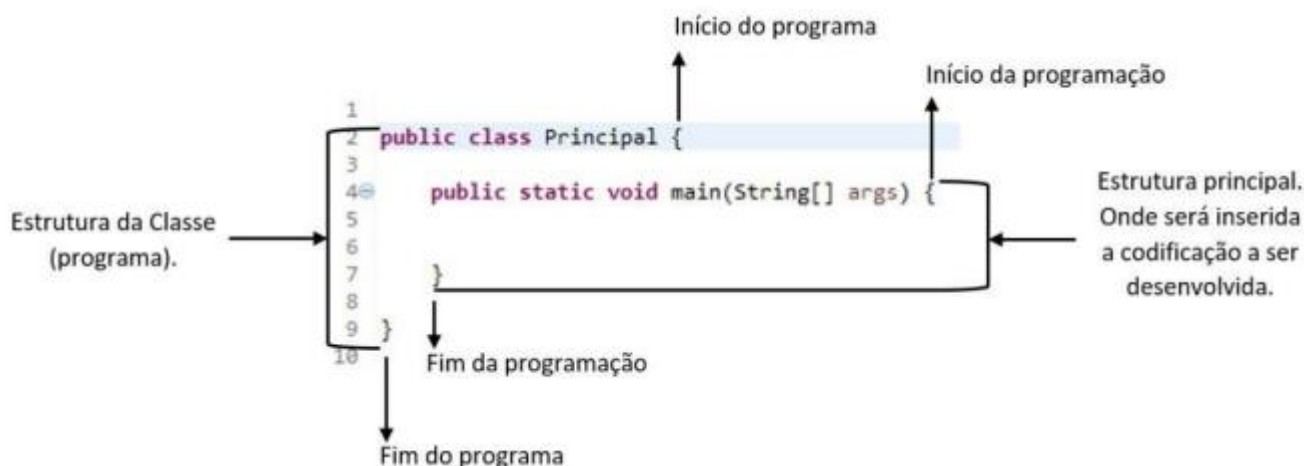 Início do programa
Início da programação
1
2 public class Principal {
3
4 public static void main(String[] args) {
5
6
7 }
8
9 }
10
Estrutura da Classe
(programa).
Estrutura principal.
Onde será inserida
a codificação a ser
desenvolvida.
Fim da programação
Fim do programa